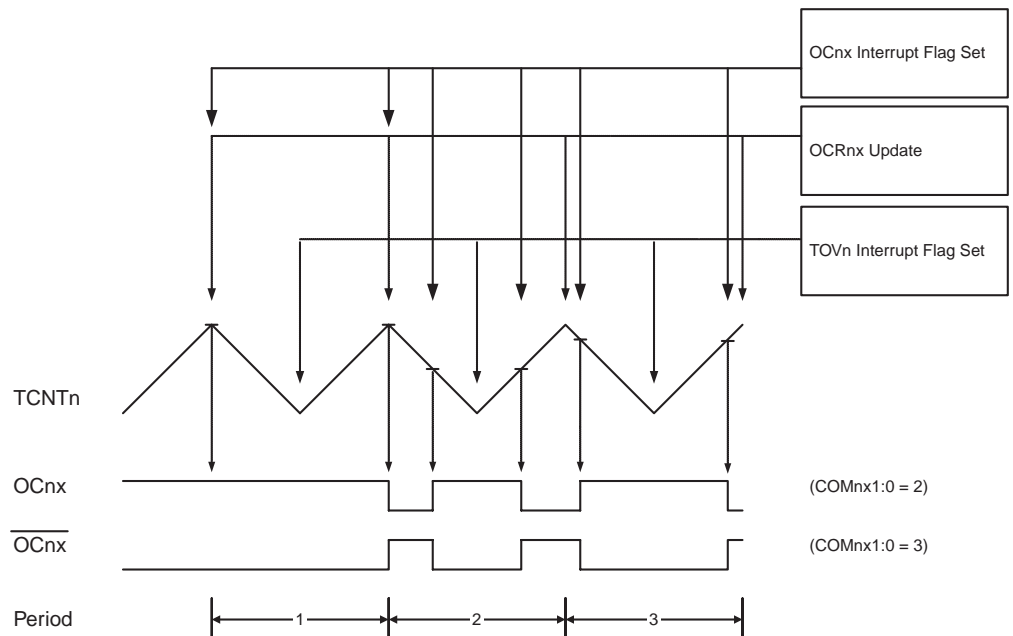 OCnx Interrupt Flag Set
OCRnx Update
TOVn Interrupt Flag Set
TCNTn
OCnx
(COMnx1:0 = 2)
OCnx
(COMnx1:0 = 3)
Period
1
2
3